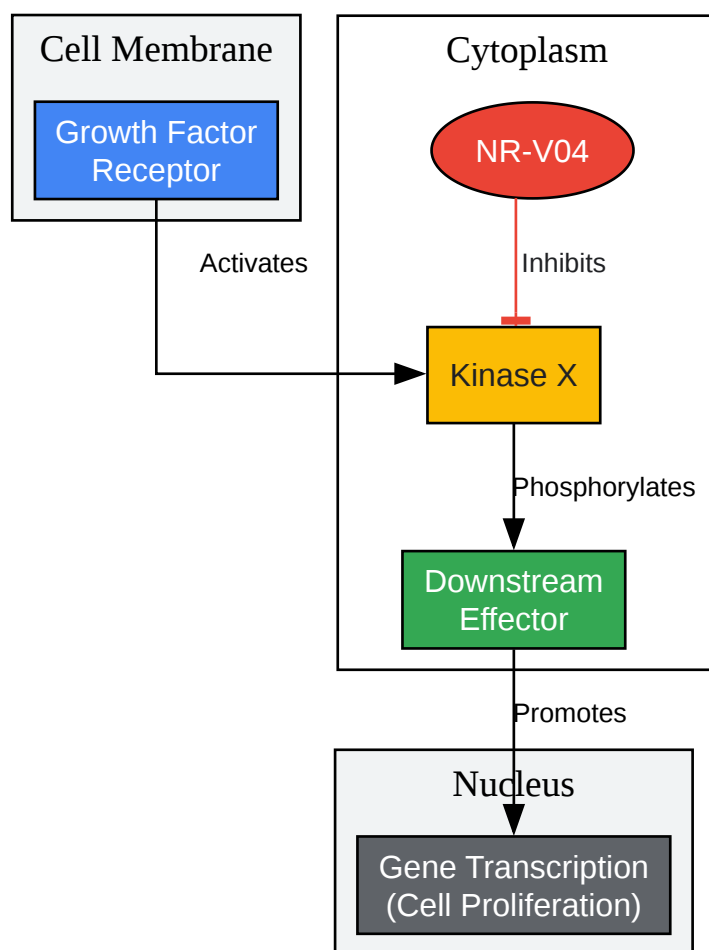 Cell Membrane
Growth Factor
Receptor
Cytoplasm
NR-V04
Activates
Inhibits
Kinase X
Phosphorylates
Downstream
Effector
Promotes
Nucleus
Gene Transcription
(Cell Proliferation)